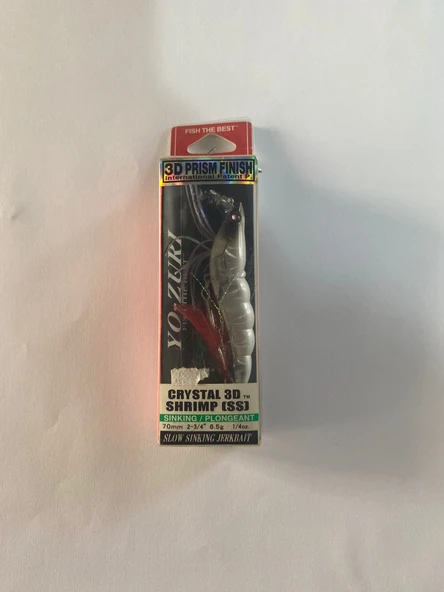 FISH THE BEST™
3D PRISM FINISH
International Patent P.
YO-ZURI
CRYSTAL 3D™
SHRIMP (SS)
SINKING / PLONGEANT
70mm 2-3/4" 6.5g 1/4oz.
SLOW SINKING JERKBAIT